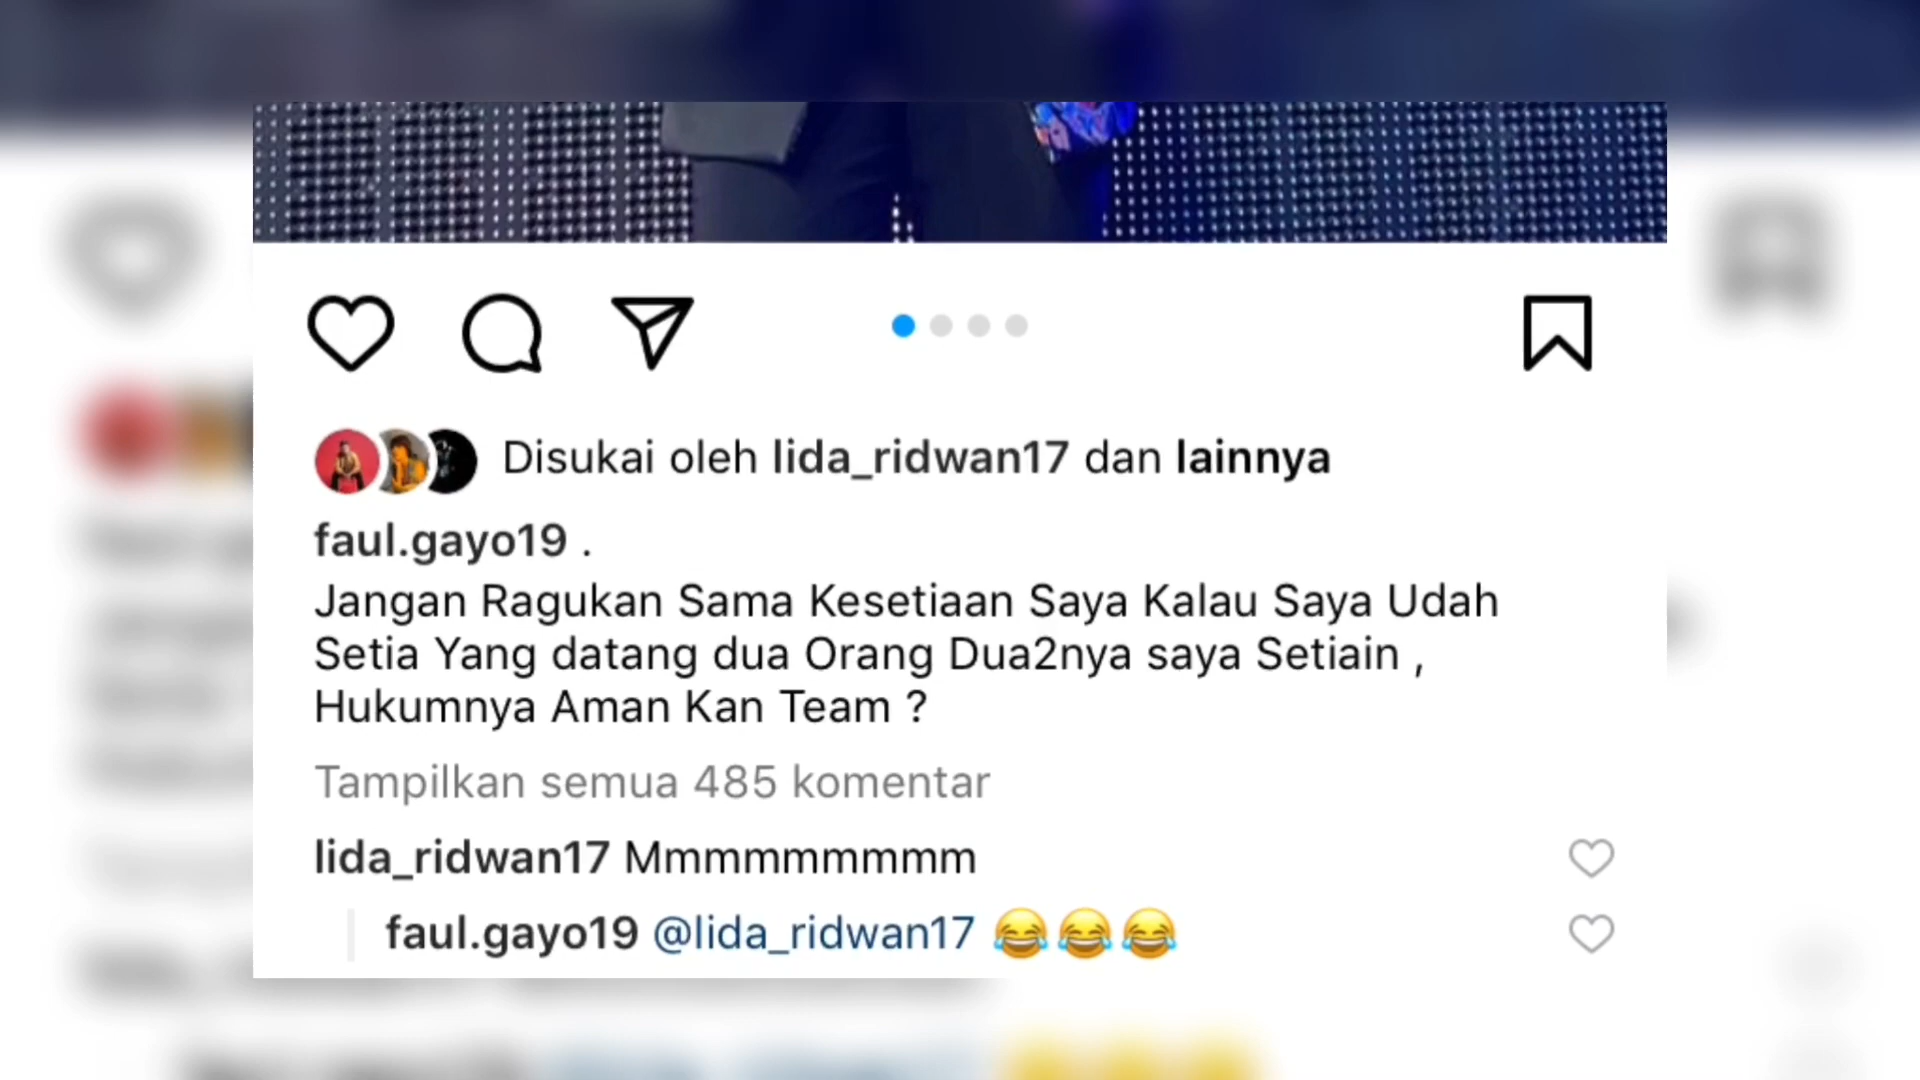 Disukai oleh lida_ridwan17 dan lainnya
faul.gayo19 .
Jangan Ragukan Sama Kesetiaan Saya Kalau Saya Udah
Setia Yang datang dua Orang Dua2nya saya Setiain ,
Hukumnya Aman Kan Team ?
Tampilkan semua 485 komentar
lida_ridwan17 Mmmmmmmmm
faul.gayo19 @lida_ridwan17 😂😂😂